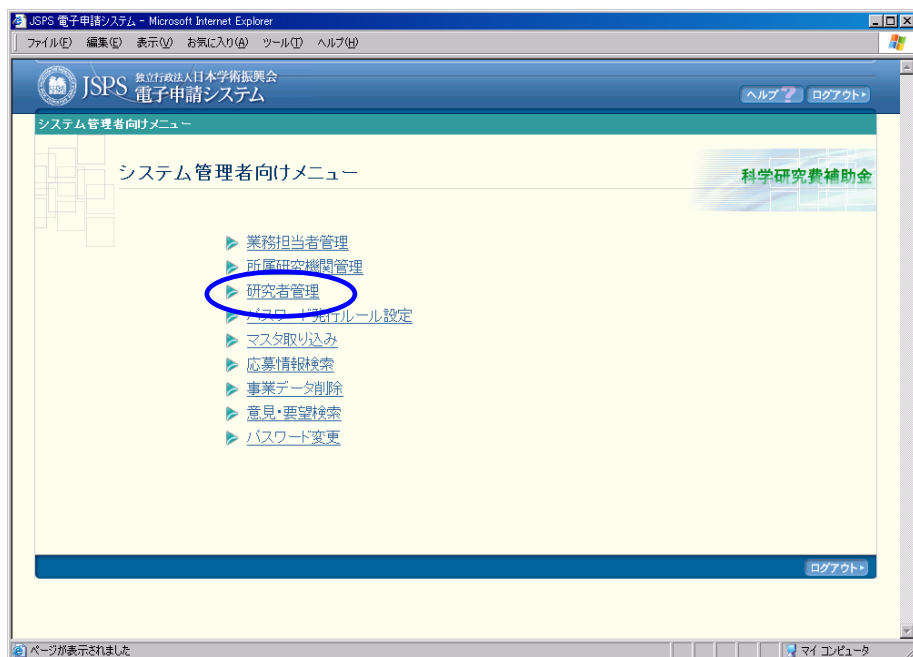 JSPS 電子申請システム - Microsoft Internet Explorer
ファイル(F) 編集(E) 表示(V) お気に入り(A) ツール(T) ヘルプ(H)
JSPS 独立行政法人日本学術振興会
電子申請システム
ヘルプ? ログアウト
システム管理者向けメニュー
システム管理者向けメニュー
科学研究費補助金
業務担当者管理
所属研究機関管理
研究者管理
パスワード発行ルール設定
マスタ取り込み
応募情報検索
事業データ削除
意見・要望検索
パスワード変更
ログアウト
ページが表示されました
マイ コンピュータ